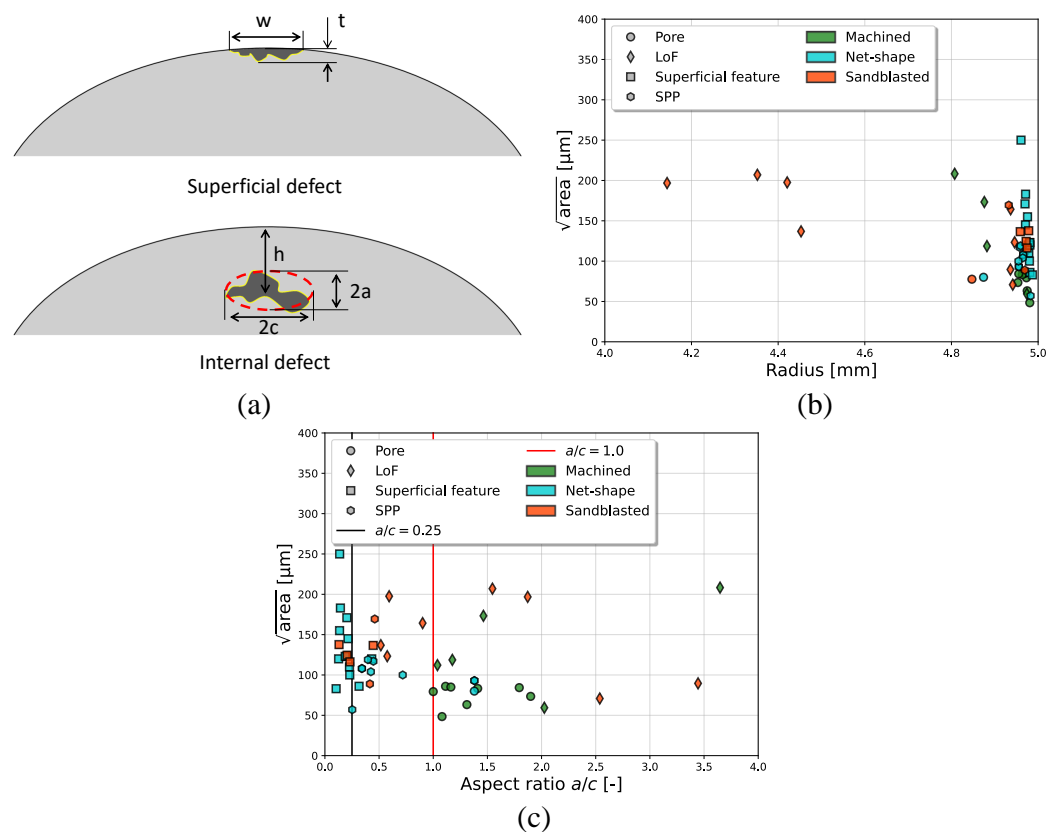 w
t
Superficial defect
h
2a
2c
Internal defect
(a)
Pore
LoF
Superficial feature
SPP
Machined
Net-shape
Sandblasted
400
350
300
250
200
150
100
50
0
√area [μm]
4.0 4.2 4.4 4.6 4.8 5.0
Radius [mm]
(b)
Pore
LoF
Superficial feature
SPP
a/c = 0.25
a/c = 1.0
Machined
Net-shape
Sandblasted
400
350
300
250
200
150
100
50
0
√area [μm]
0.0 0.5 1.0 1.5 2.0 2.5 3.0 3.5 4.0
Aspect ratio a/c [-]
(c)